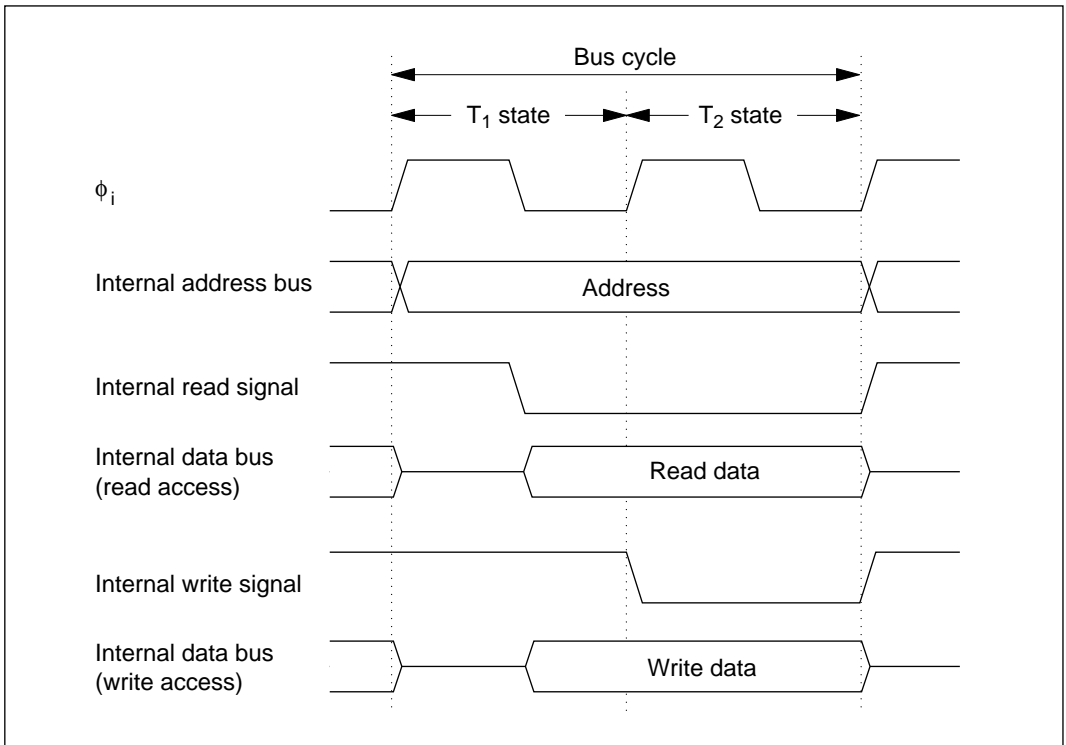 Bus cycle
T₁ state
T₂ state
ϕᵢ
Internal address bus
Address
Internal read signal
Internal data bus
(read access)
Read data
Internal write signal
Internal data bus
(write access)
Write data